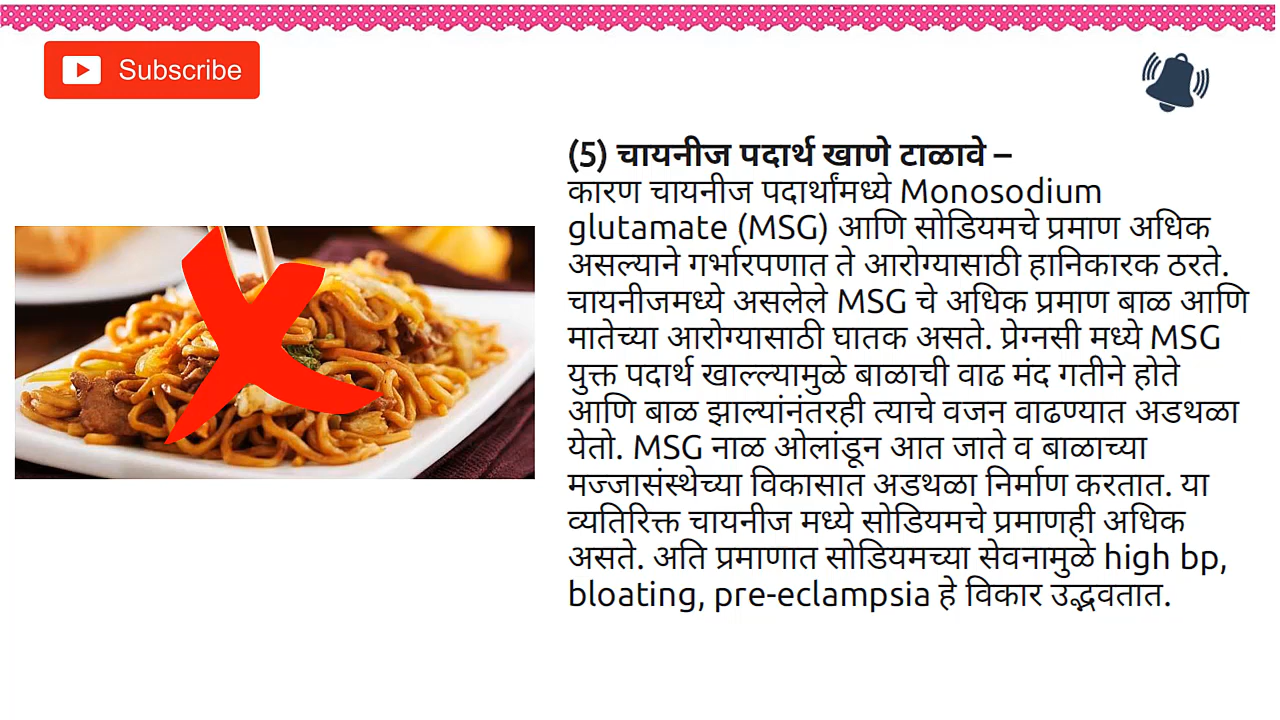 Subscribe
(5) चायनीज पदार्थ खाणे टाळावे –
कारण चायनीज पदार्थांमध्ये Monosodium
glutamate (MSG) आणि सोडियमचे प्रमाण अधिक
असल्याने गर्भारपणात ते आरोग्यासाठी हानिकारक ठरते.
चायनीजमध्ये असलेले MSG चे अधिक प्रमाण बाळ आणि
मातेच्या आरोग्यासाठी घातक असते. प्रेग्नसी मध्ये MSG
युक्त पदार्थ खाल्ल्यामुळे बाळाची वाढ मंद गतीने होते
आणि बाळ झाल्यांनंतरही त्याचे वजन वाढण्यात अडथळा
येतो. MSG नाळ ओलांडून आत जाते व बाळाच्या
मज्जासंस्थेच्या विकासात अडथळा निर्माण करतात. या
व्यतिरिक्त चायनीज मध्ये सोडियमचे प्रमाणही अधिक
असते. अति प्रमाणात सोडियमच्या सेवनामुळे high bp,
bloating, pre-eclampsia हे विकार उद्भवतात.